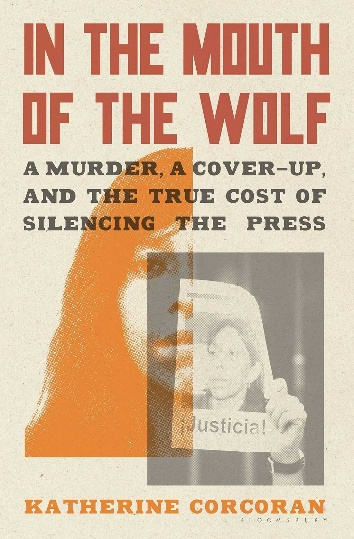 IN THE MOUTH
OF THE WOLF
A MURDER, A COVER-UP,
AND THE TRUE COST OF
SILENCING THE PRESS
¡Justicia!
KATHERINE CORCORAN
BLOOMSBURY